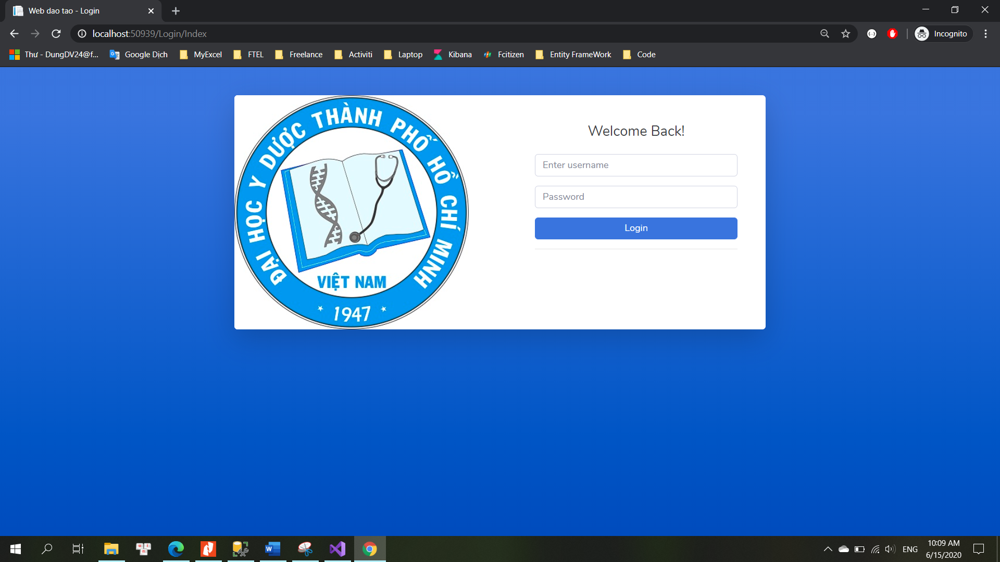 Web dao tao - Login
localhost:50939/Login/Index
Incognito
Thư - DungDV24@f...
Google Dịch
MyExcel
FTEL
Freelance
Activiti
Laptop
Kibana
Fcitizen
Entity FrameWork
Code
ĐẠI HỌC Y DƯỢC THÀNH PHỐ HỒ CHÍ MINH
VIỆT NAM
1947
Welcome Back!
Enter username
Password
Login
ENG
10:09 AM
6/15/2020